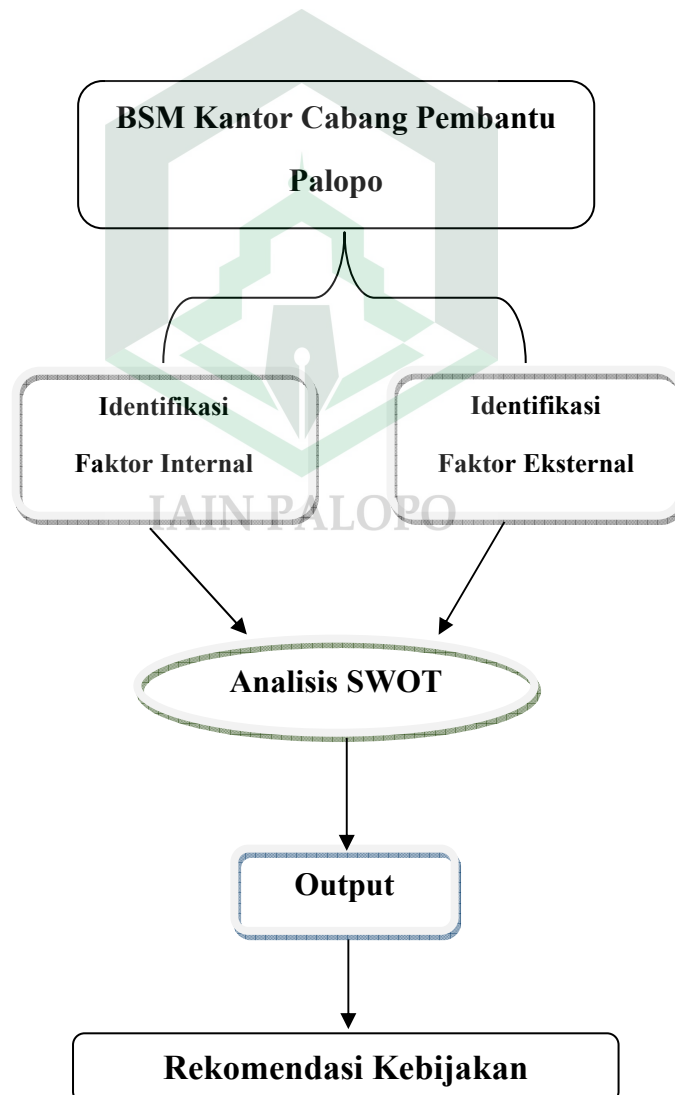 BSM Kantor Cabang Pembantu
Palopo
Identifikasi
Faktor Internal
Identifikasi
Faktor Eksternal
IAIN PALOPO
Analisis SWOT
Output
Rekomendasi Kebijakan